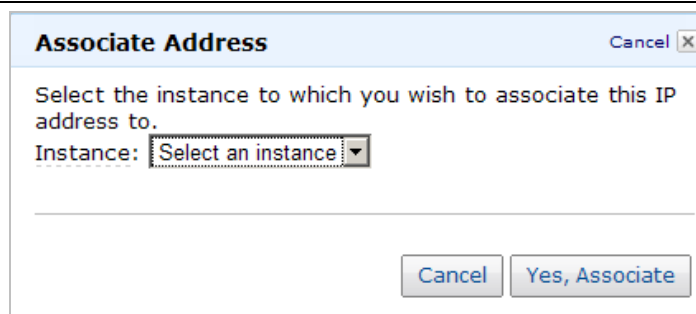 Associate Address
Cancel
Select the instance to which you wish to associate this IP
address to.
Instance: Select an instance
Cancel
Yes, Associate